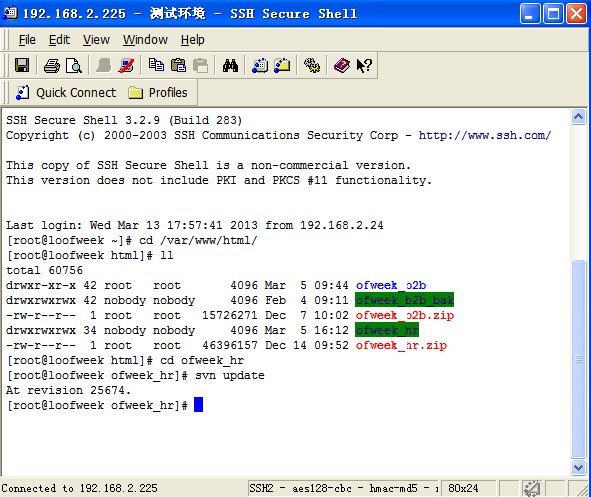 192.168.2.225 - 测试环境 - SSH Secure Shell
File Edit View Window Help
Quick Connect Profiles
SSH Secure Shell 3.2.9 (Build 283)
Copyright (c) 2000-2003 SSH Communications Security Corp - http://www.ssh.com/
This copy of SSH Secure Shell is a non-commercial version.
This version does not include PKI and PKCS #11 functionality.
Last login: Wed Mar 13 17:57:41 2013 from 192.168.2.24
[root@loofweek ~]# cd /var/www/html/
[root@loofweek html]# ll
total 60756
drwxr-xr-x 42 root   root       4096 Mar  5 09:44 ofweek_b2b
drwxrwxrwx 42 nobody nobody     4096 Feb  4 09:11 ofweek_b2b_bak
-rw-r--r--  1 root   root   15726271 Dec  7 10:02 ofweek_b2b.zip
drwxrwxrwx 34 nobody nobody     4096 Mar  5 16:12 ofweek_hr
-rw-r--r--  1 root   root   46396157 Dec 14 09:52 ofweek_hr.zip
[root@loofweek html]# cd ofweek_hr
[root@loofweek ofweek_hr]# svn update
At revision 25674.
[root@loofweek ofweek_hr]#
Connected to 192.168.2.225 SSH2 - aes128-cbc - hmac-md5 - 80x24